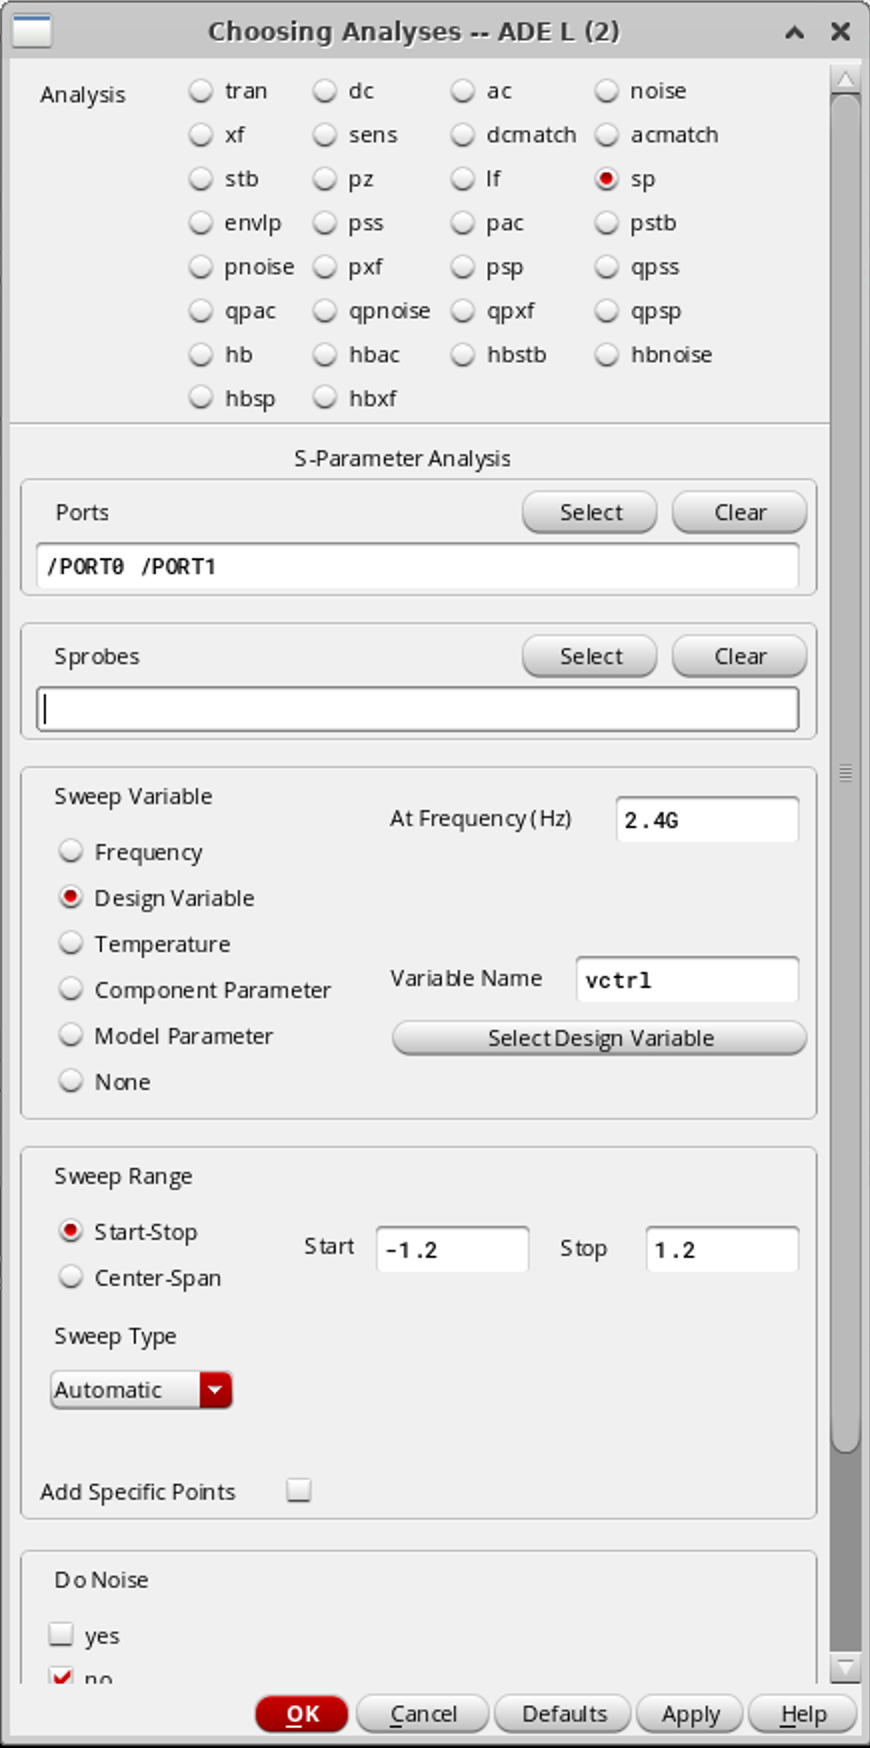 Choosing Analyses -- ADE L (2)
Analysis tran dc ac noise
xf sens dcmatch acmatch
stb pz lf sp
envlp pss pac pstb
pnoise pxf psp qpss
qpac qpnoise qpxf qpsp
hb hbac hbstb hbnoise
hbsp hbxf
S-Parameter Analysis
Ports Select Clear
/PORT0 /PORT1
Sprobes Select Clear
Sweep Variable
At Frequency(Hz) 2.4G
Frequency
Design Variable
Temperature
Variable Name vctrl
Component Parameter
Model Parameter
Select Design Variable
None
Sweep Range
Start-Stop
Start -1.2 Stop 1.2
Center-Span
Sweep Type
Automatic
Add Specific Points
Do Noise
yes
no
OK Cancel Defaults Apply Help